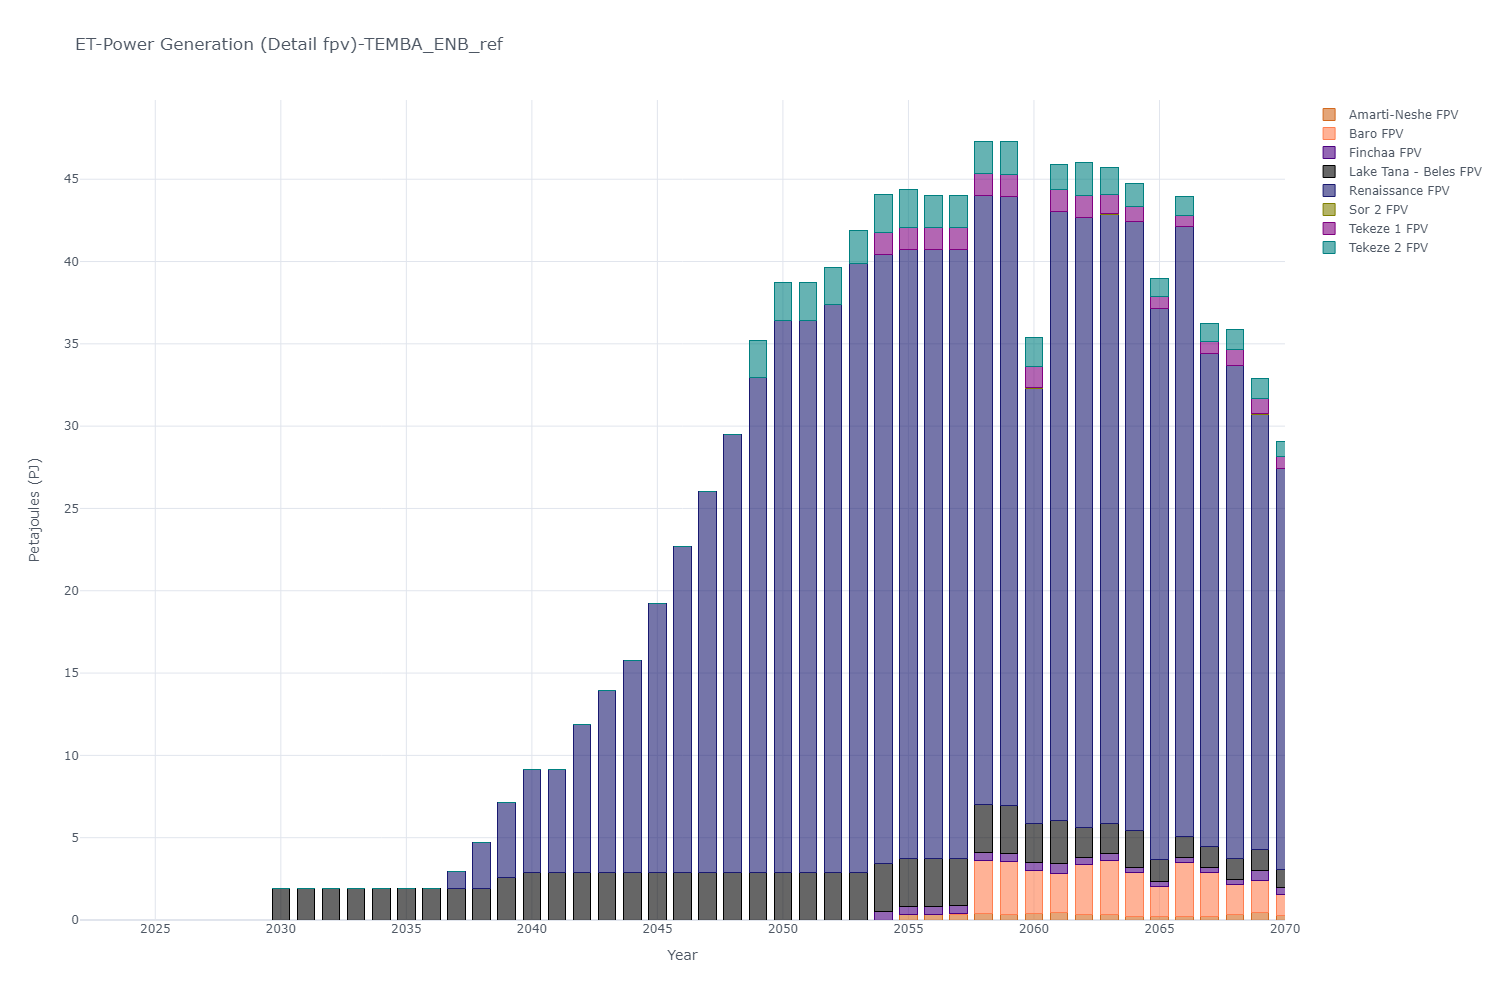 ET-Power Generation (Detail fpv)-TEMBA_ENB_ref
Amarti-Neshe FPV
Baro FPV
Finchaa FPV
Lake Tana - Beles FPV
Renaissance FPV
Sor 2 FPV
Tekeze 1 FPV
Tekeze 2 FPV
Petajoules (PJ)
45
40
35
30
25
20
15
10
5
0
2025 2030 2035 2040 2045 2050 2055 2060 2065 2070
Year